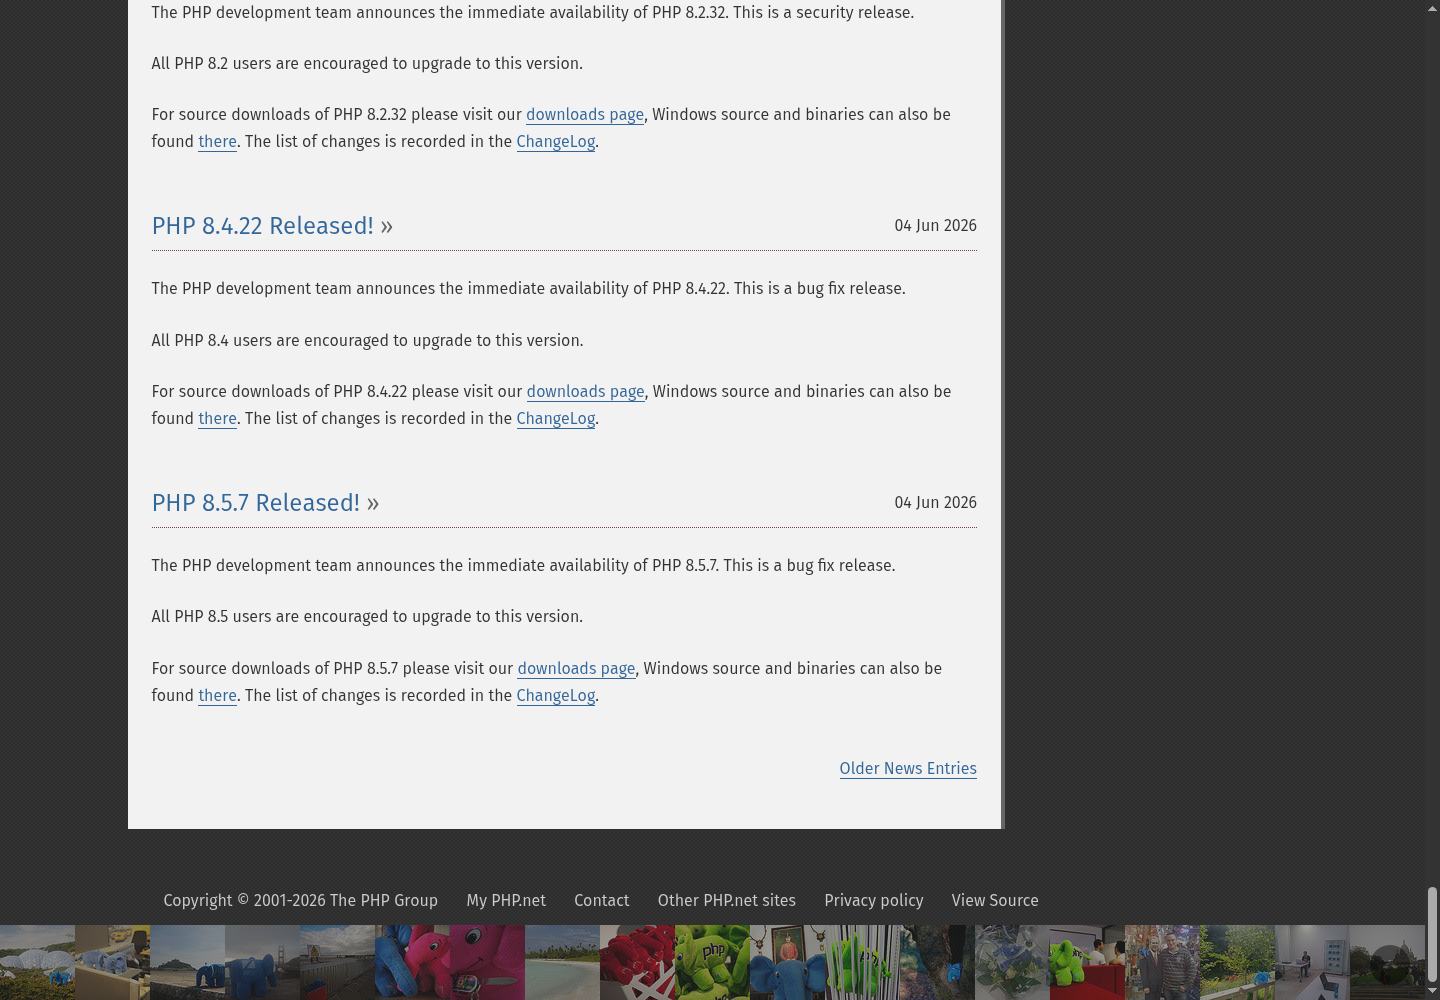 The PHP development team announces the immediate availability of PHP 8.2.32. This is a security release.
All PHP 8.2 users are encouraged to upgrade to this version.
For source downloads of PHP 8.2.32 please visit our downloads page, Windows source and binaries can also be
found there. The list of changes is recorded in the ChangeLog.
PHP 8.4.22 Released! »
04 Jun 2026
The PHP development team announces the immediate availability of PHP 8.4.22. This is a bug fix release.
All PHP 8.4 users are encouraged to upgrade to this version.
For source downloads of PHP 8.4.22 please visit our downloads page, Windows source and binaries can also be
found there. The list of changes is recorded in the ChangeLog.
PHP 8.5.7 Released! »
04 Jun 2026
The PHP development team announces the immediate availability of PHP 8.5.7. This is a bug fix release.
All PHP 8.5 users are encouraged to upgrade to this version.
For source downloads of PHP 8.5.7 please visit our downloads page, Windows source and binaries can also be
found there. The list of changes is recorded in the ChangeLog.
Older News Entries
Copyright © 2001-2026 The PHP Group
My PHP.net
Contact
Other PHP.net sites
Privacy policy
View Source
php